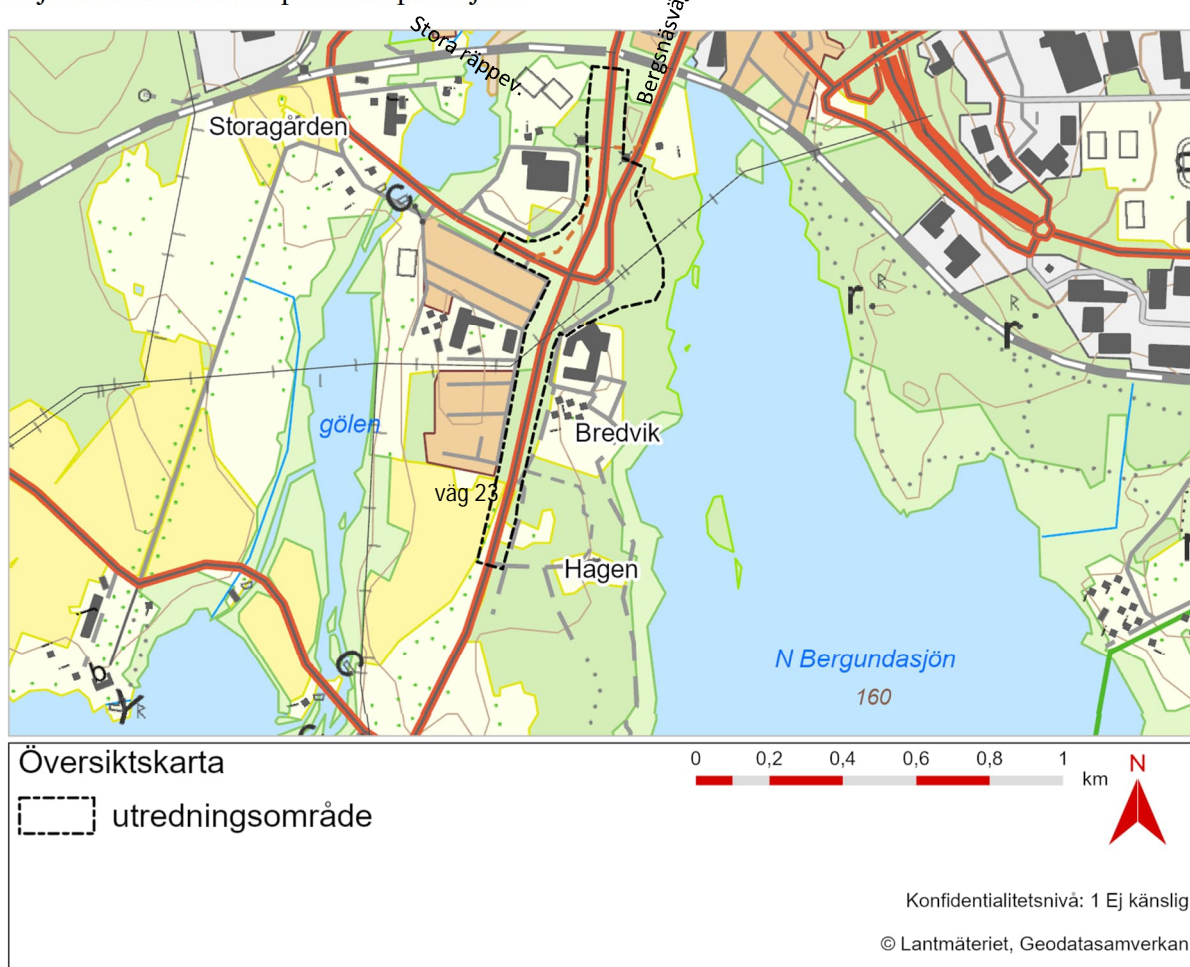 Stora räppev.
Storagården
gölen
Bredvik
väg 23
Hagen
N Bergundasjön
160
Översiktskarta
utredningsområde
0 0,2 0,4 0,6 0,8 1
km
N
Konfidentialitetsnivå: 1 Ej känslig
© Lantmäteriet, Geodatasamverkan